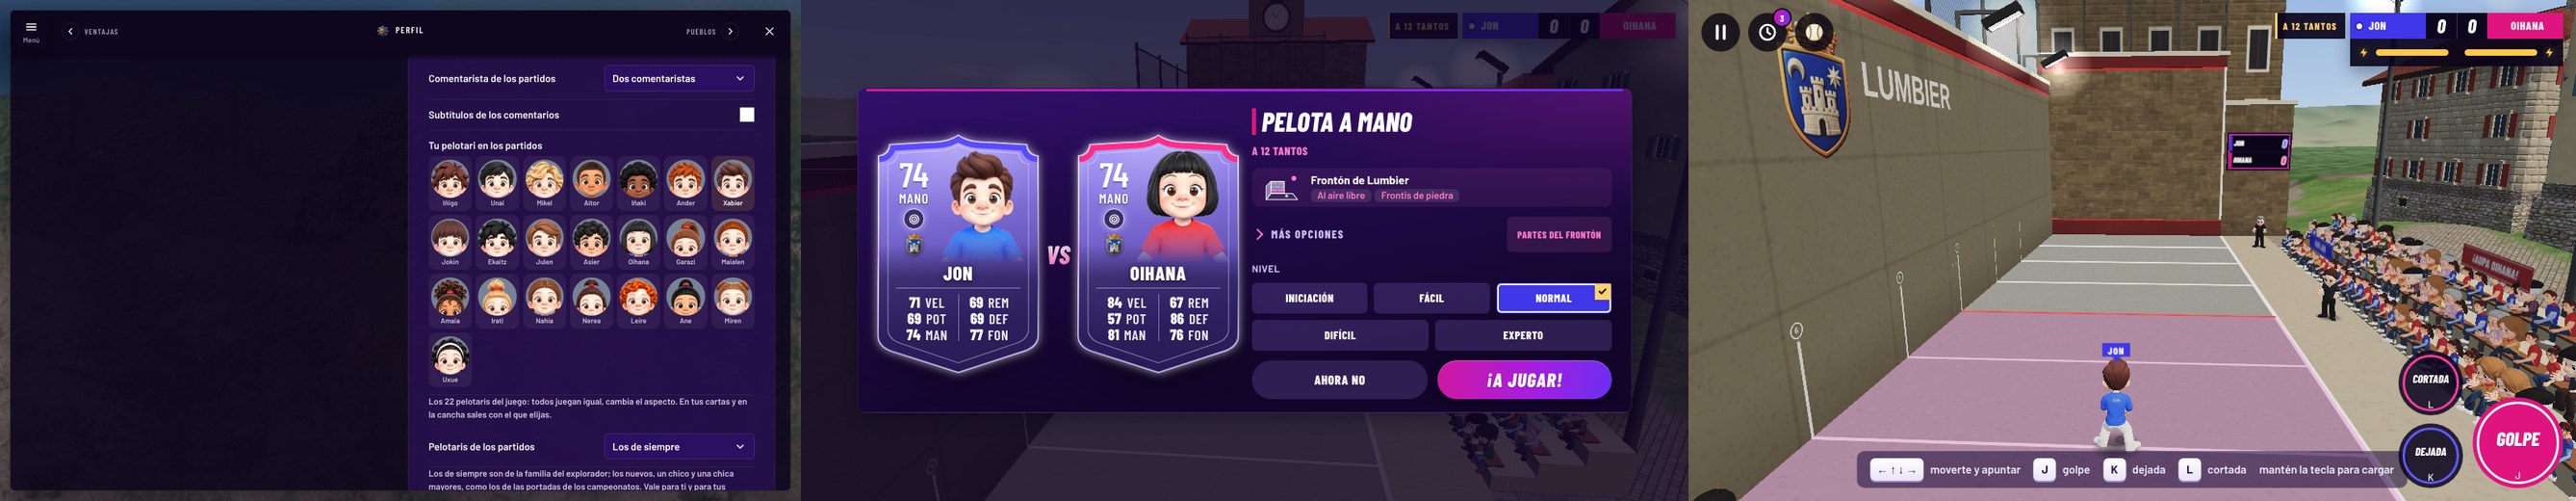 Menú
VENTAJAS
PERFIL
PUEBLOS
Comentarista de los partidos
Dos comentaristas
Subtítulos de los comentarios
Tu pelotari en los partidos
Iñigo
Unai
Mikel
Aitor
Iñaki
Ander
Xabier
Jokin
Ekaitz
Julen
Asier
Oihana
Garazi
Maialen
Amaia
Irati
Nahia
Nerea
Leire
Ane
Miren
Uxue
Los 22 pelotaris del juego: todos juegan igual, cambia el aspecto. En tus cartas y en
la cancha sales con el que elijas.
Pelotaris de los partidos
Los de siempre
Los de siempre son de la familia del explorador; los nuevos, un chico y una chica
mayores, como los de las portadas de los campeonatos. Vale para ti y para tus
A 12 TANTOS
JON
0
0
OIHANA
74
MANO
JON
71 VEL
69 REM
69 POT
69 DEF
74 MAN
77 FON
VS
74
MANO
OIHANA
84 VEL
67 REM
57 POT
86 DEF
81 MAN
76 FON
PELOTA A MANO
A 12 TANTOS
Frontón de Lumbier
Al aire libre
Frontis de piedra
MÁS OPCIONES
PARTES DEL FRONTÓN
NIVEL
INICIACIÓN
FÁCIL
NORMAL
DIFÍCIL
EXPERTO
AHORA NO
¡A JUGAR!
3
A 12 TANTOS
JON
0
0
OIHANA
LUMBIER
JON
0
OIHANA
0
¡AUPA OIHANA!
6
JON
CORTADA
L
GOLPE
J
DEJADA
K
←↑↓→ moverte y apuntar
J golpe
K dejada
L cortada
mantén la tecla para cargar